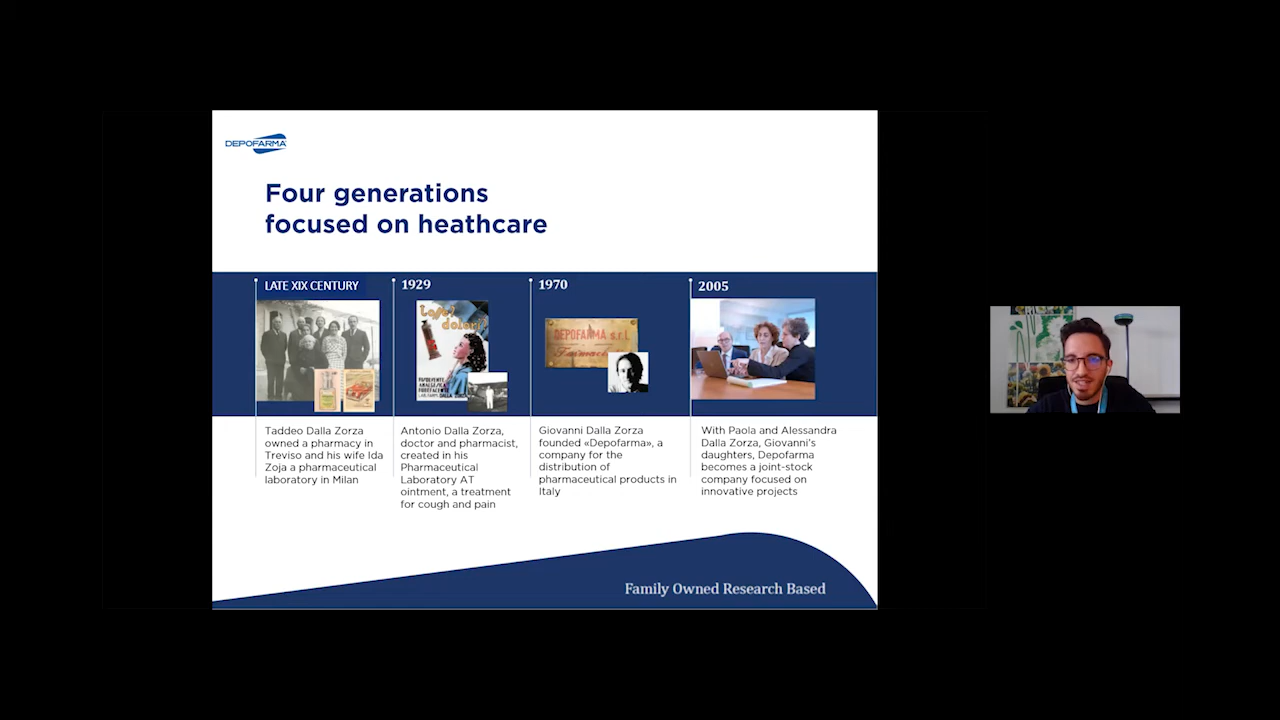 DEPOFARMA
Four generations
focused on heathcare
LATE XIX CENTURY
1929
1970
2005
Tosse?
dolori?
DEPOFARMA s.r.l.
Taddeo Dalla Zorza
owned a pharmacy in
Treviso and his wife Ida
Zoja a pharmaceutical
laboratory in Milan
Antonio Dalla Zorza,
doctor and pharmacist,
created in his
Pharmaceutical
Laboratory AT
ointment, a treatment
for cough and pain
Giovanni Dalla Zorza
founded «Depofarma», a
company for the
distribution of
pharmaceutical products in
Italy
With Paola and Alessandra
Dalla Zorza, Giovanni's
daughters, Depofarma
becomes a joint-stock
company focused on
innovative projects
Family Owned Research Based